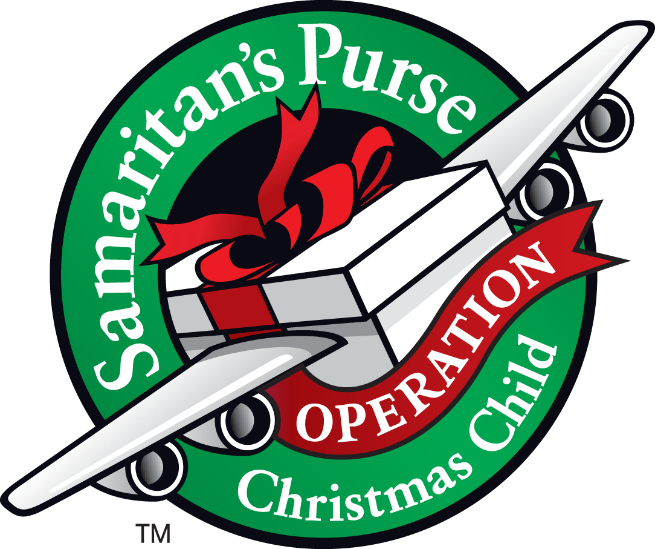 Samaritan's Purse
OPERATION
Christmas Child
TM